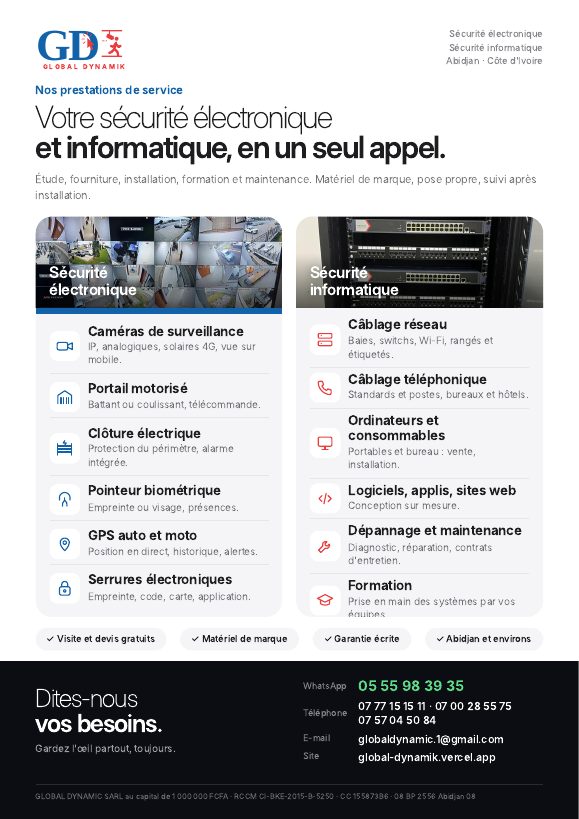 GD
GLOBAL DYNAMIK
Sécurité électronique
Sécurité informatique
Abidjan · Côte d'Ivoire
Nos prestations de service
Votre sécurité électronique
et informatique, en un seul appel.
Étude, fourniture, installation, formation et maintenance. Matériel de marque, pose propre, suivi après
installation.
Sécurité
électronique
Caméras de surveillance
IP, analogiques, solaires 4G, vue sur
mobile.
Portail motorisé
Battant ou coulissant, télécommande.
Clôture électrique
Protection du périmètre, alarme
intégrée.
Pointeur biométrique
Empreinte ou visage, présences.
GPS auto et moto
Position en direct, historique, alertes.
Serrures électroniques
Empreinte, code, carte, application.
Sécurité
informatique
Câblage réseau
Baies, switchs, Wi-Fi, rangés et
étiquetés.
Câblage téléphonique
Standards et postes, bureaux et hôtels.
Ordinateurs et
consommables
Portables et bureau : vente,
installation.
Logiciels, applis, sites web
Conception sur mesure.
Dépannage et maintenance
Diagnostic, réparation, contrats
d'entretien.
Formation
Prise en main des systèmes par vos
équipes.
✓ Visite et devis gratuits
✓ Matériel de marque
✓ Garantie écrite
✓ Abidjan et environs
Dites-nous
vos besoins.
Gardez l'œil partout, toujours.
WhatsApp 05 55 98 39 35
Téléphone 07 77 15 15 11 · 07 00 28 55 75
07 57 04 50 84
E-mail globaldynamic.1@gmail.com
Site global-dynamik.vercel.app
GLOBAL DYNAMIC SARL au capital de 1 000 000 FCFA · RCCM CI-BKE-2015-B-5250 · CC 1558738G · 08 BP 2556 Abidjan 08